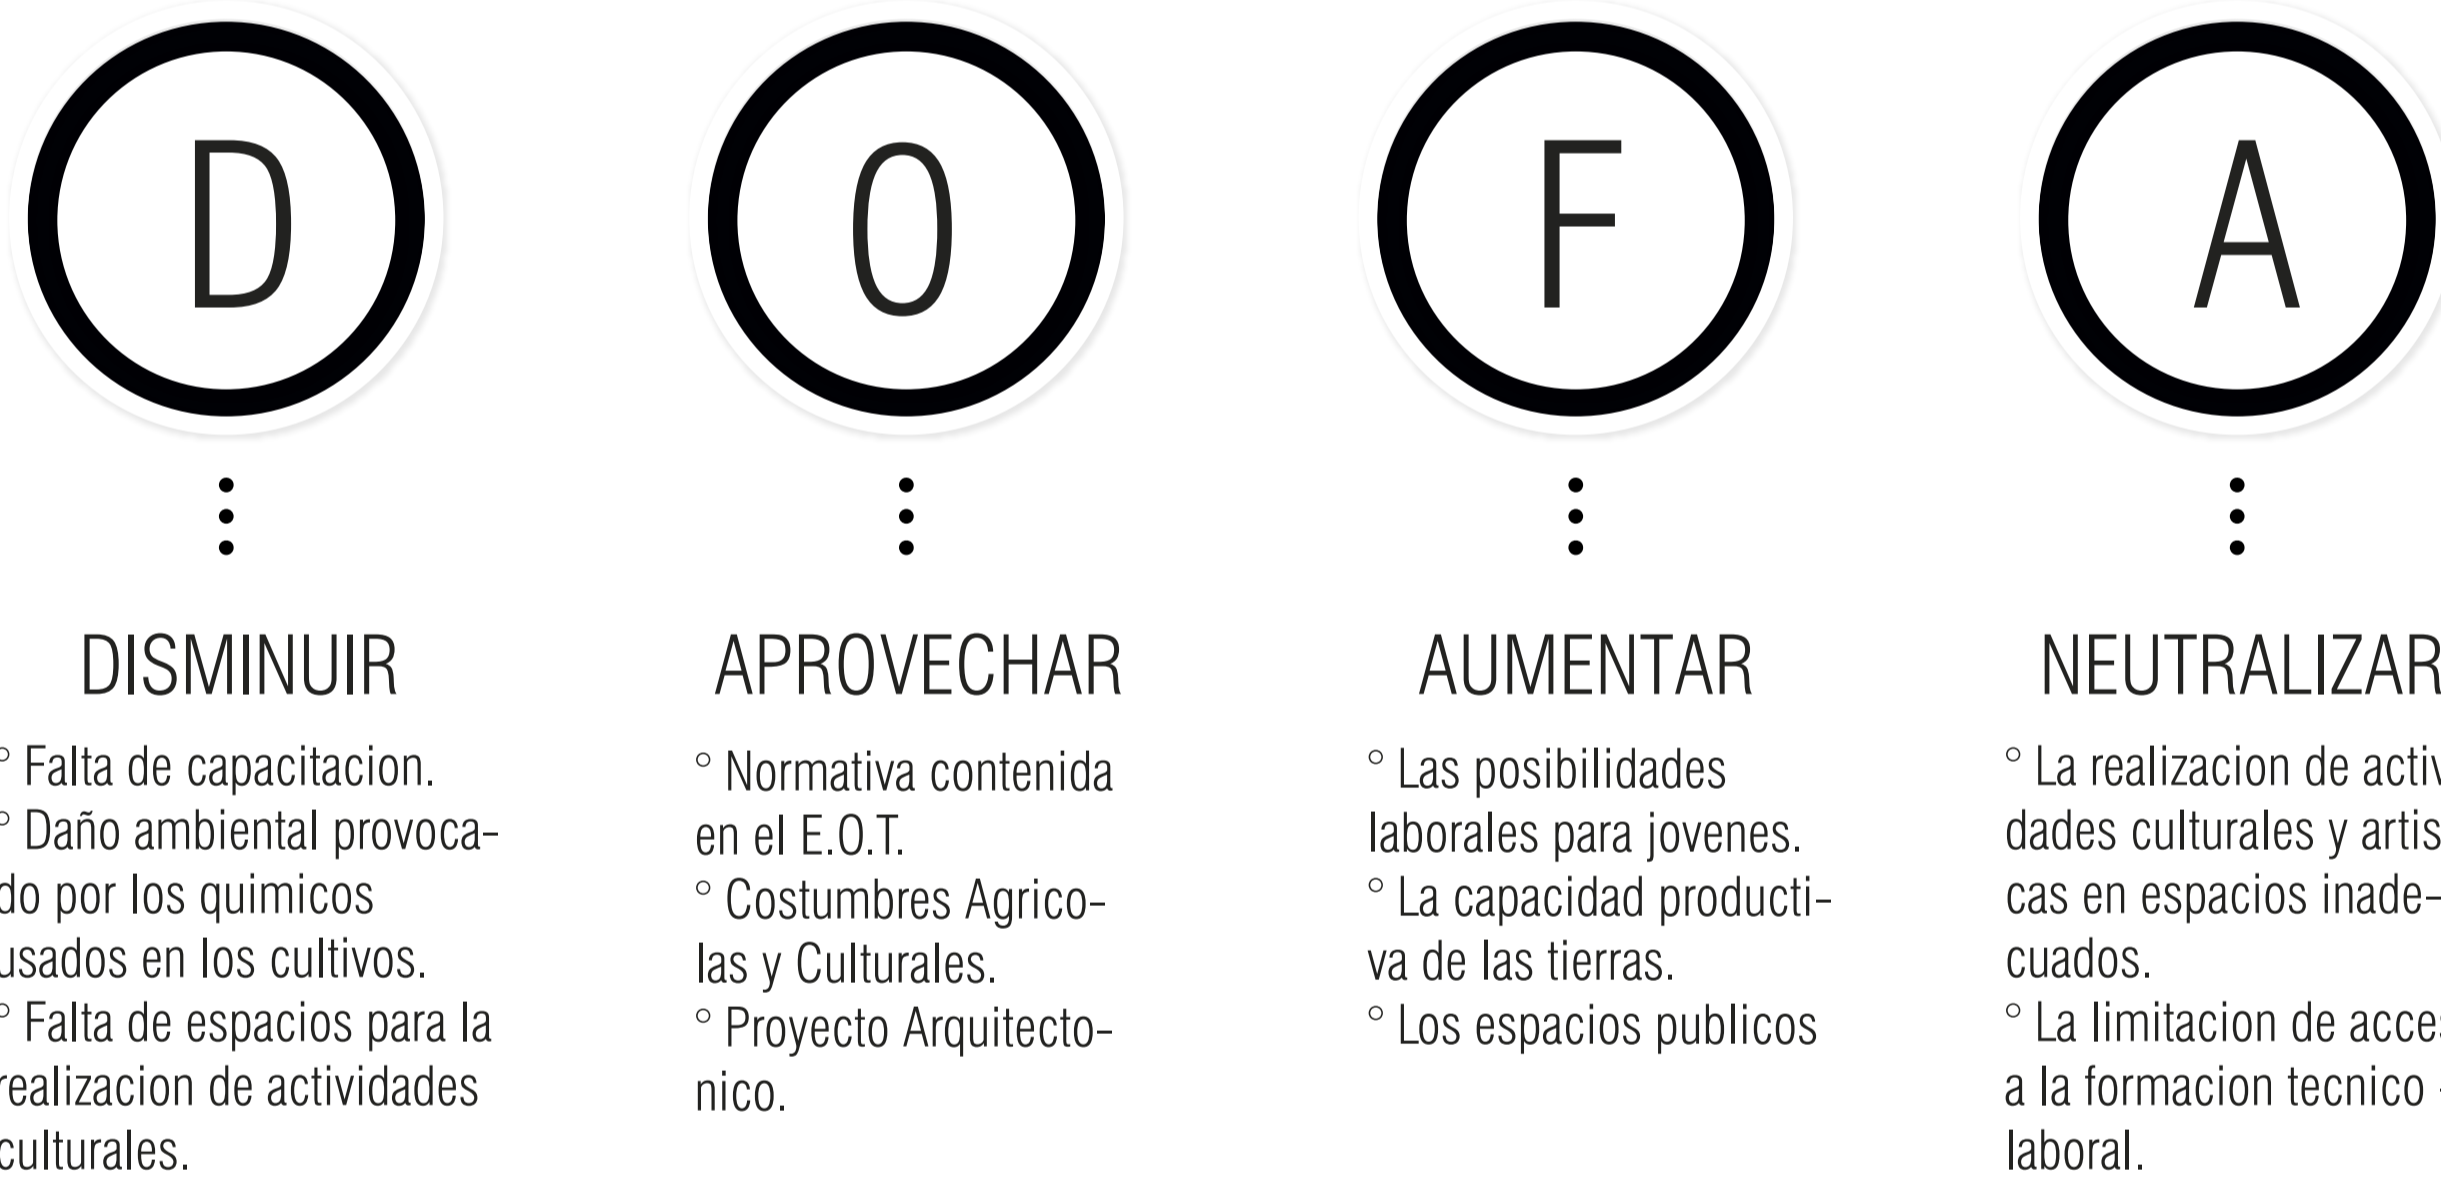 D
DISMINUIR
° Falta de capacitacion.
° Daño ambiental provoca-
do por los quimicos
usados en los cultivos.
° Falta de espacios para la
realizacion de actividades
culturales.
O
APROVECHAR
° Normativa contenida
en el E.O.T.
° Costumbres Agrico-
las y Culturales.
° Proyecto Arquitecto-
nico.
F
AUMENTAR
° Las posibilidades
laborales para jovenes.
° La capacidad producti-
va de las tierras.
° Los espacios publicos
A
NEUTRALIZAR
° La realizacion de
dades culturales y
cas en espacios inade-
cuados.
° La limitacion de
a la formacion tecnico -
laboral.